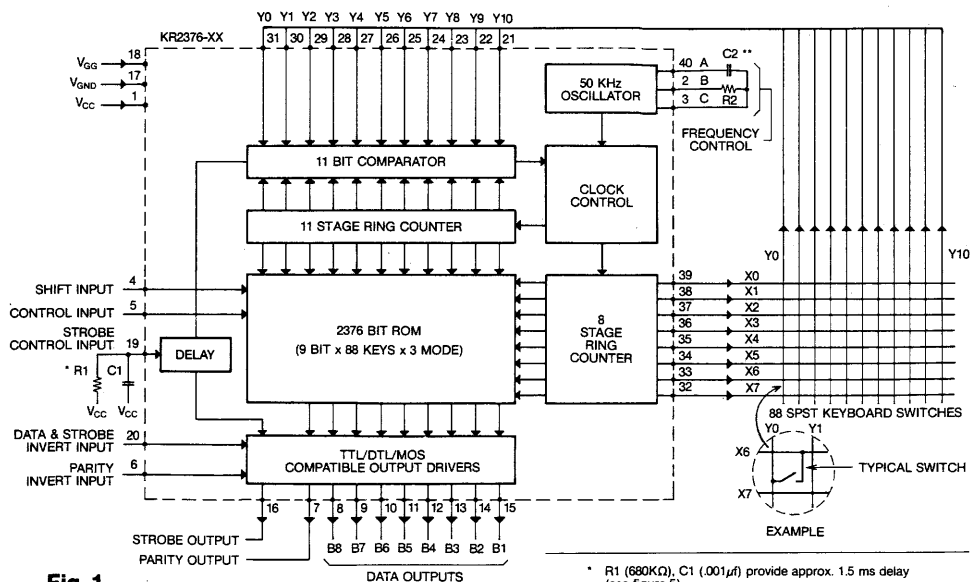 Y0 Y1 Y2 Y3 Y4 Y5 Y6 Y7 Y8 Y9 Y10
KR2376-XX
31 30 29 28 27 26 25 24 23 22 21
VGG 18
VGND 17
VCC 1
50 KHz
OSCILLATOR
40 A
2 B
3 C
C2 **
R2
FREQUENCY
CONTROL
11 BIT COMPARATOR
CLOCK
CONTROL
11 STAGE RING COUNTER
Y0
Y10
SHIFT INPUT 4
CONTROL INPUT 5
STROBE
CONTROL INPUT 19
DELAY
* R1
C1
VCC VCC
2376 BIT ROM
(9 BIT x 88 KEYS x 3 MODE)
8
STAGE
RING
COUNTER
39 X0
38 X1
37 X2
36 X3
35 X4
34 X5
33 X6
32 X7
88 SPST KEYBOARD SWITCHES
DATA & STROBE
INVERT INPUT 20
PARITY
INVERT INPUT 6
TTL/DTL/MOS
COMPATIBLE OUTPUT DRIVERS
Y0 Y1
X6
X7
TYPICAL SWITCH
EXAMPLE
16 7 8 9 10 11 12 13 14 15
STROBE OUTPUT
PARITY OUTPUT
B8 B7 B6 B5 B4 B3 B2 B1
DATA OUTPUTS
* R1 (680KΩ), C1 (.001µf) provide approx. 1.5 ms delay
(see figure 5)
Fig. 1